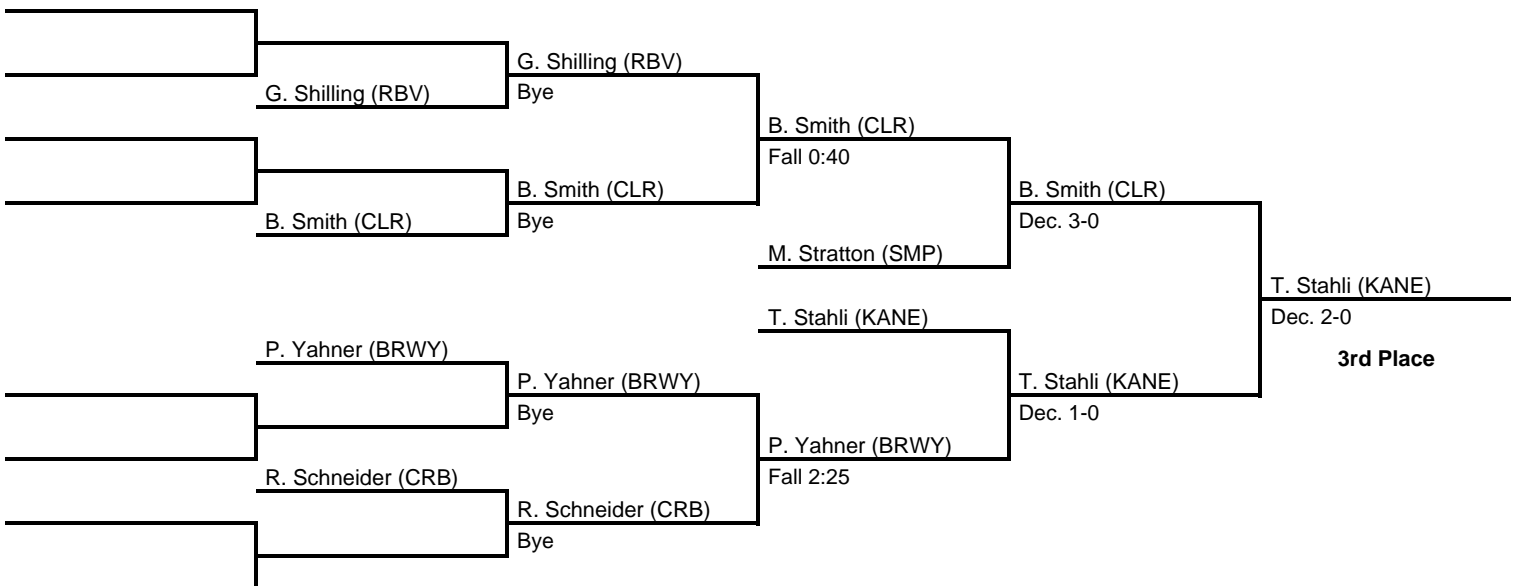 G. Shilling (RBV)
G. Shilling (RBV)
Bye
B. Smith (CLR)
Fall 0:40
B. Smith (CLR)
B. Smith (CLR)
B. Smith (CLR)
Bye
Dec. 3-0
M. Stratton (SMP)
T. Stahli (KANE)
T. Stahli (KANE)
Dec. 2-0
P. Yahner (BRWY)
3rd Place
P. Yahner (BRWY)
T. Stahli (KANE)
Bye
Dec. 1-0
P. Yahner (BRWY)
R. Schneider (CRB)
Fall 2:25
R. Schneider (CRB)
Bye